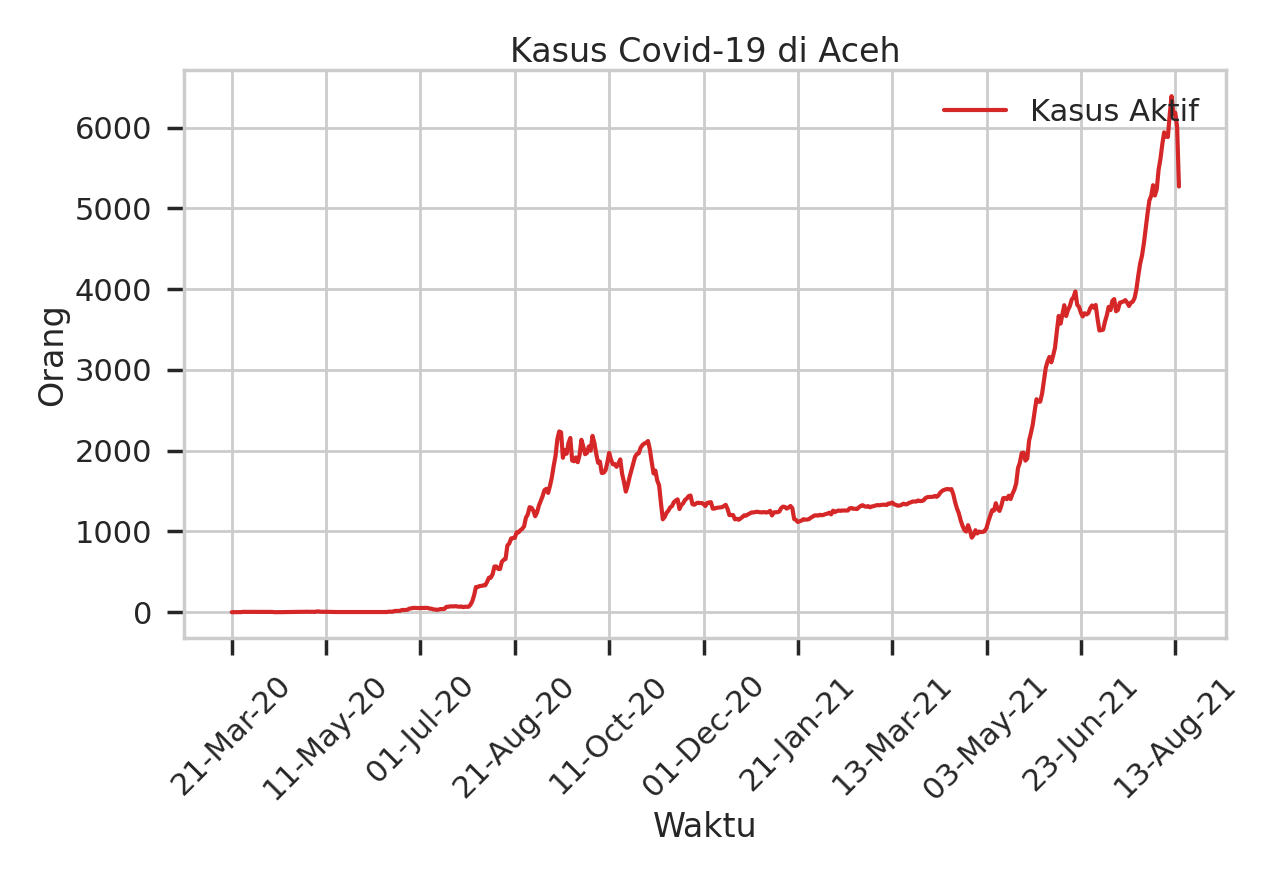 Kasus Covid-19 di Aceh
Kasus Aktif
Orang
6000
5000
4000
3000
2000
1000
0
21-Mar-20
11-May-20
01-Jul-20
21-Aug-20
11-Oct-20
01-Dec-20
21-Jan-21
13-Mar-21
03-May-21
23-Jun-21
13-Aug-21
Waktu